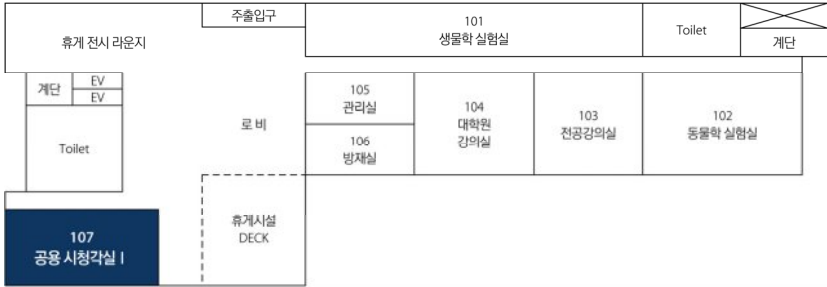 휴게 전시 라운지
주출입구
101
생물학 실험실
Toilet
계단
계단
EV
EV
Toilet
로 비
105
관리실
106
방재실
104
대학원
강의실
103
전공강의실
102
동물학 실험실
107
공용 시청각실 I
휴게시설
DECK